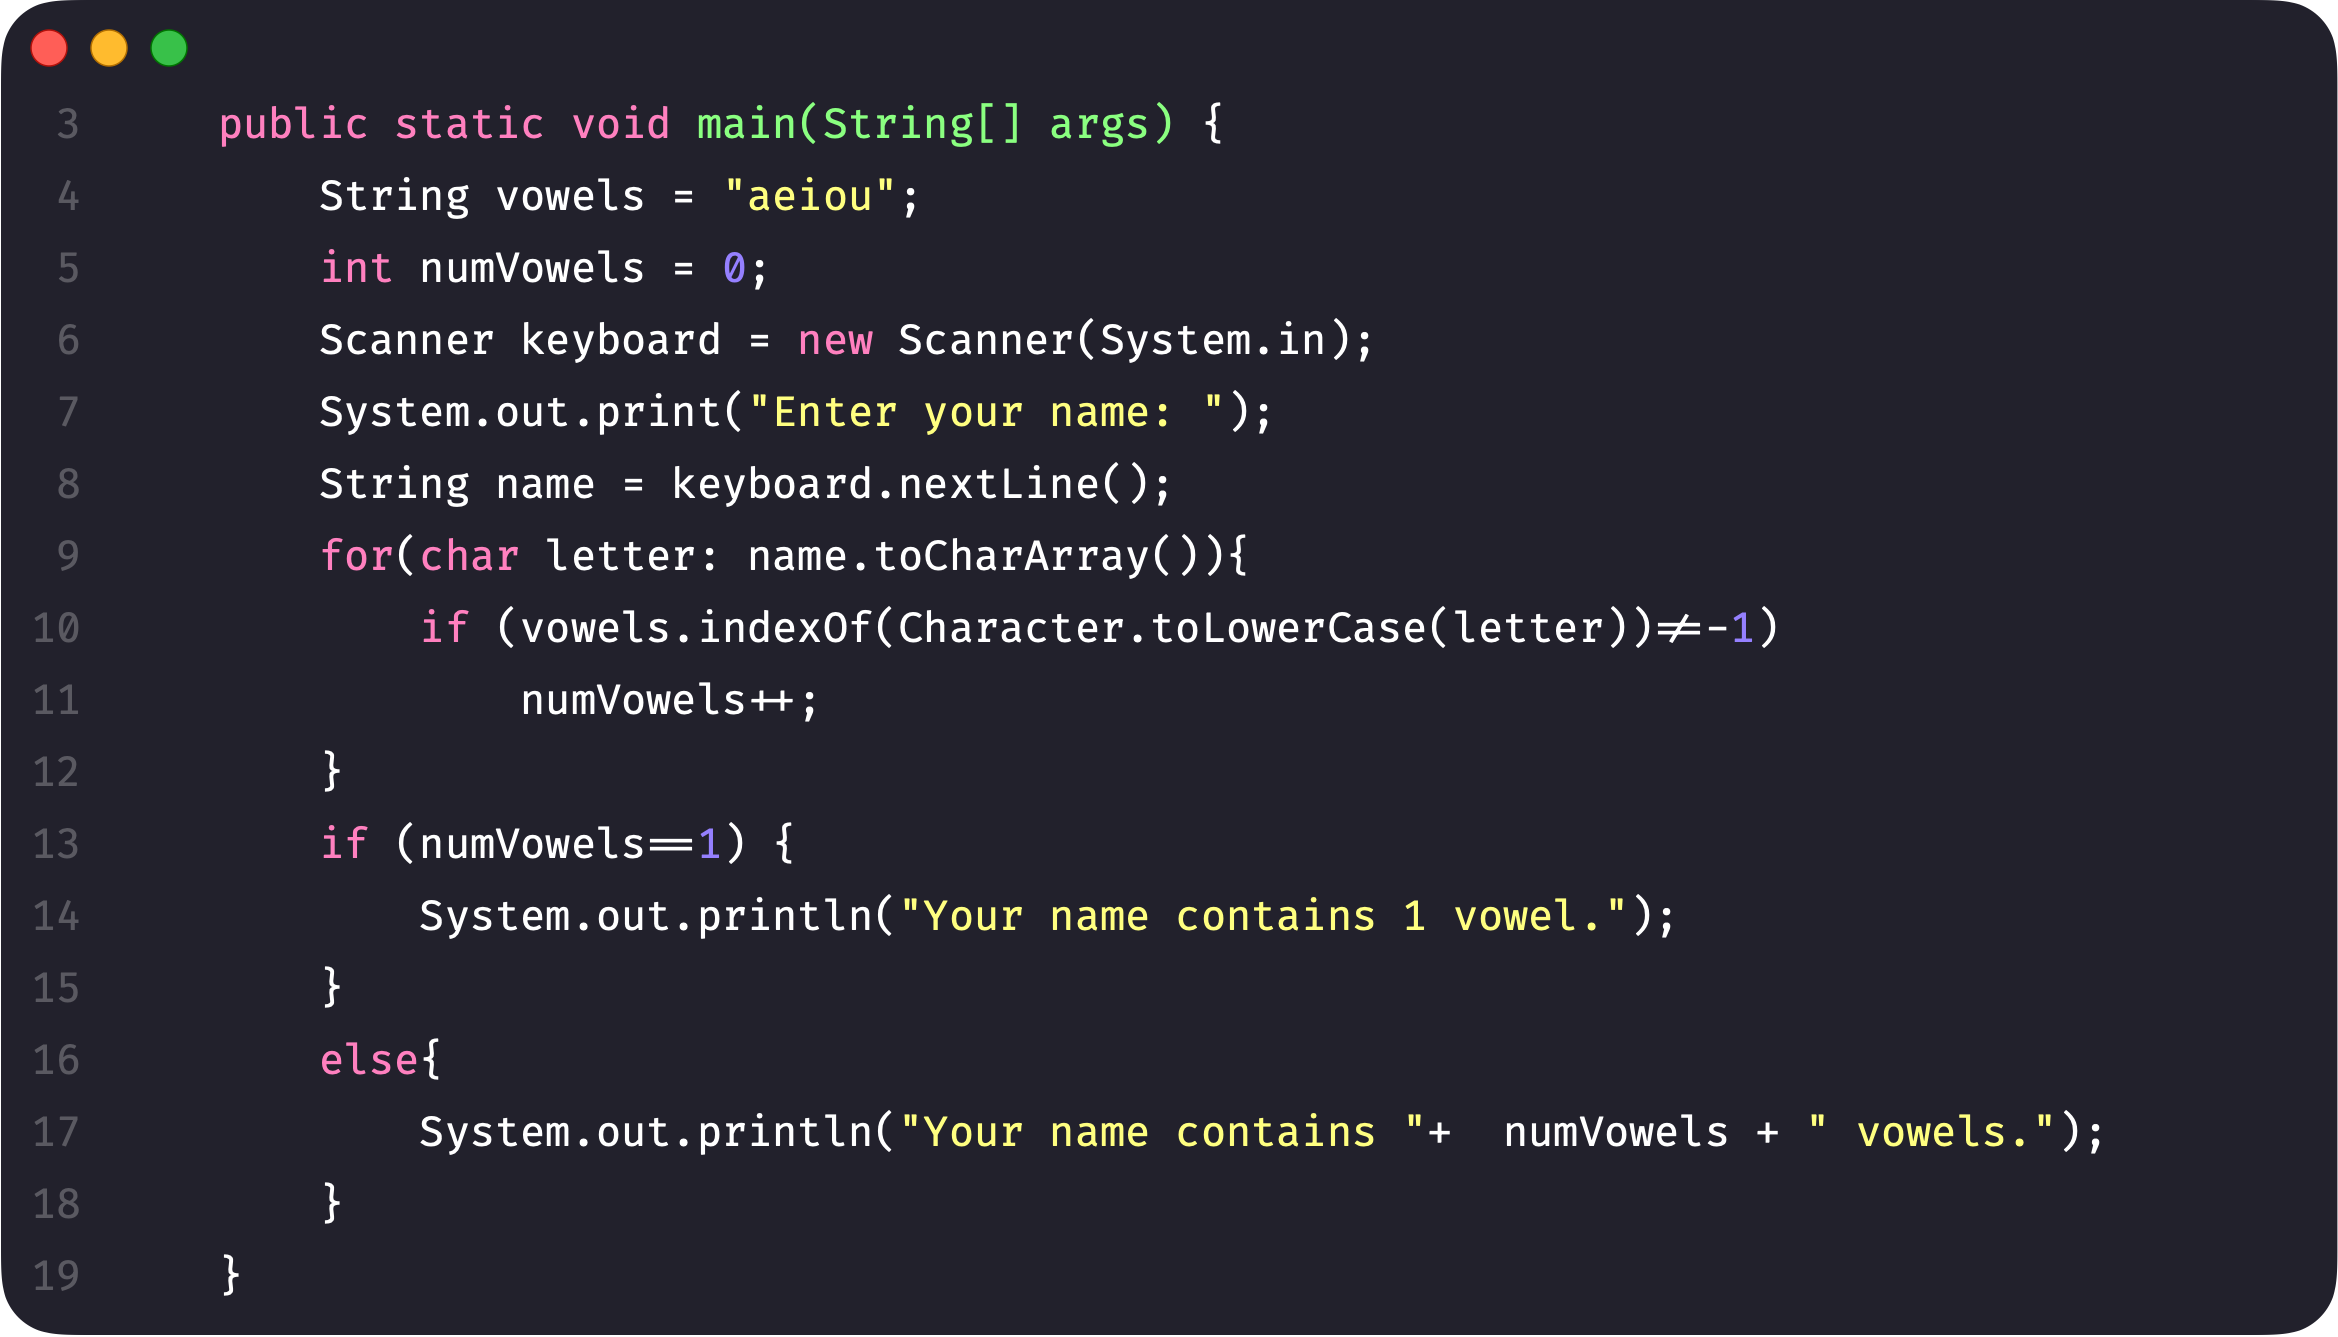 3 public static void main(String[] args) {
4 String vowels = "aeiou";
5 int numVowels = 0;
6 Scanner keyboard = new Scanner(System.in);
7 System.out.print("Enter your name: ");
8 String name = keyboard.nextLine();
9 for(char letter: name.toCharArray()){
10 if (vowels.indexOf(Character.toLowerCase(letter))!=-1)
11 numVowels++;
12 }
13 if (numVowels==1) {
14 System.out.println("Your name contains 1 vowel.");
15 }
16 else{
17 System.out.println("Your name contains "+  numVowels + " vowels.");
18 }
19 }